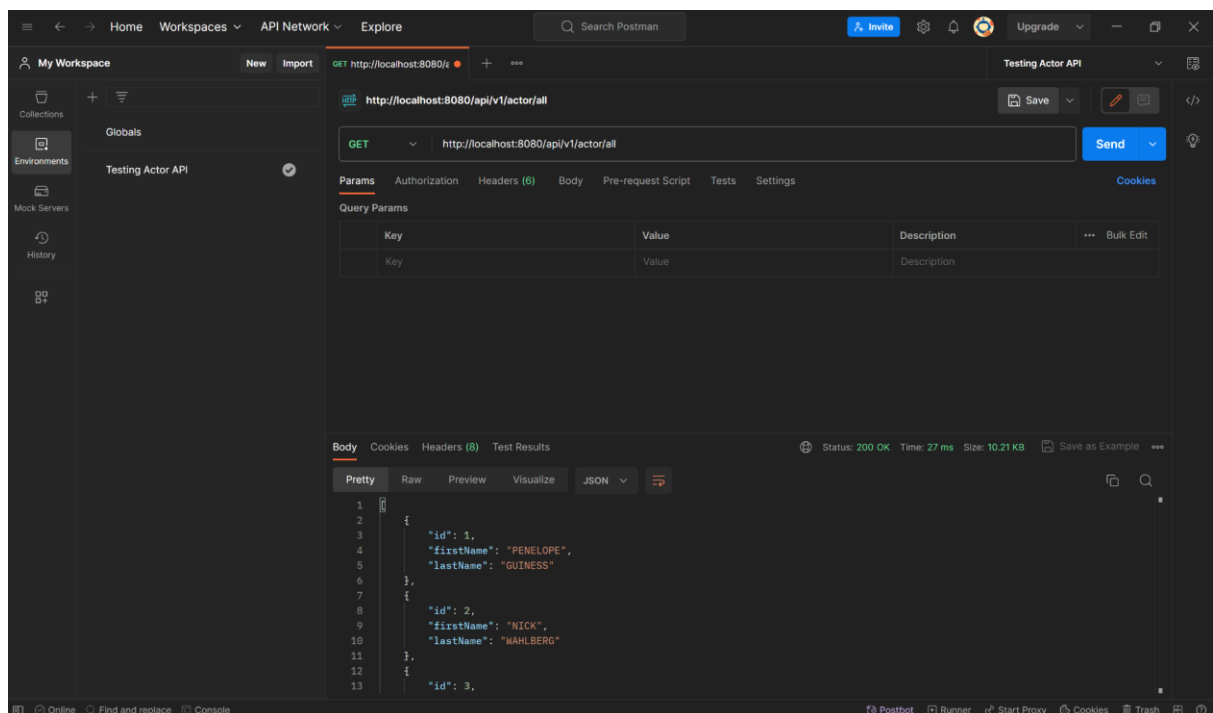 Home Workspaces API Network Explore Search Postman Invite Upgrade
My Workspace New Import GET http://localhost:8080/a Testing Actor API
Collections
Environments
Mock Servers
History
Globals
Testing Actor API
HTTP http://localhost:8080/api/v1/actor/all Save
GET http://localhost:8080/api/v1/actor/all Send
Params Authorization Headers (6) Body Pre-request Script Tests Settings Cookies
Query Params
Key Value Description Bulk Edit
Key Value Description
Body Cookies Headers (8) Test Results Status: 200 OK Time: 27 ms Size: 10.21 KB Save as Example
Pretty Raw Preview Visualize JSON
1 [
2 {
3 "id": 1,
4 "firstName": "PENELOPE",
5 "lastName": "GUINESS"
6 },
7 {
8 "id": 2,
9 "firstName": "NICK",
10 "lastName": "WAHLBERG"
11 },
12 {
13 "id": 3,
Online Find and replace Console Postbot Runner Start Proxy Cookies Trash